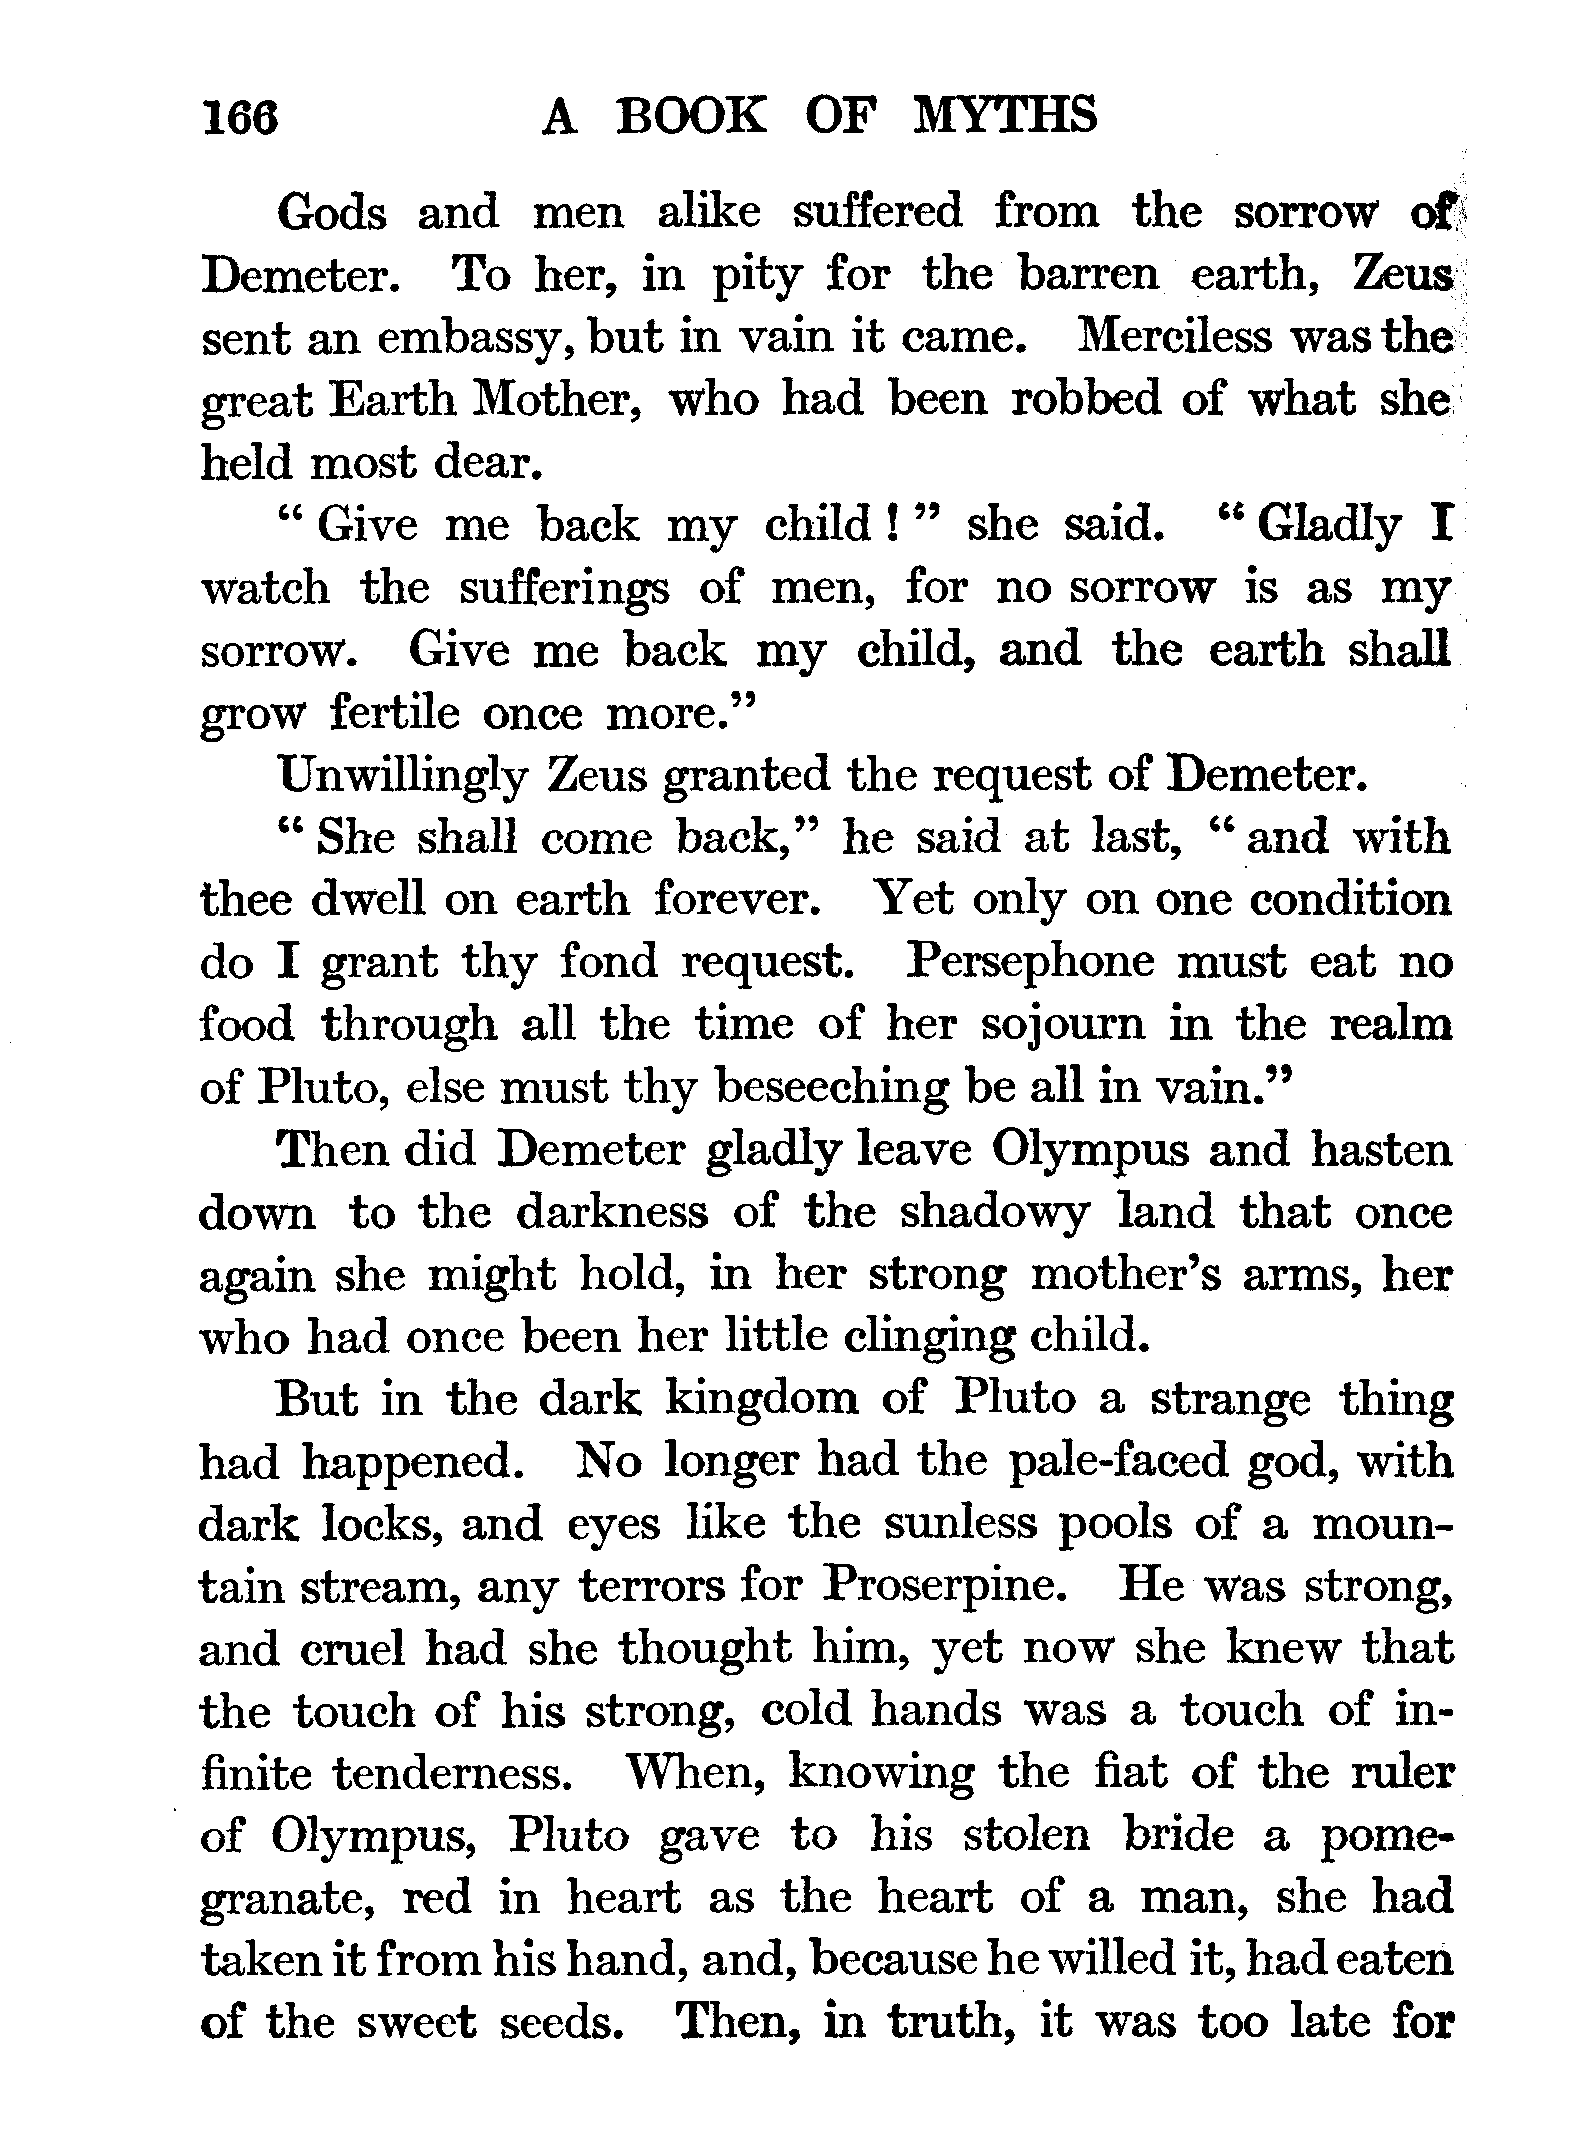 166 A BOOK OF MYTHS
Gods and men alike suffered from the sorrow of
Demeter. To her, in pity for the barren earth, Zeus
sent an embassy, but in vain it came. Merciless was the
great Earth Mother, who had been robbed of what she
held most dear.
“ Give me back my child ! ” she said. “ Gladly I
watch the sufferings of men, for no sorrow is as my
sorrow. Give me back my child, and the earth shall
grow fertile once more.”
Unwillingly Zeus granted the request of Demeter.
“ She shall come back,” he said at last, “ and with
thee dwell on earth forever. Yet only on one condition
do I grant thy fond request. Persephone must eat no
food through all the time of her sojourn in the realm
of Pluto, else must thy beseeching be all in vain.”
Then did Demeter gladly leave Olympus and hasten
down to the darkness of the shadowy land that once
again she might hold, in her strong mother’s arms, her
who had once been her little clinging child.
But in the dark kingdom of Pluto a strange thing
had happened. No longer had the pale-faced god, with
dark locks, and eyes like the sunless pools of a moun-
tain stream, any terrors for Proserpine. He was strong,
and cruel had she thought him, yet now she knew that
the touch of his strong, cold hands was a touch of in-
finite tenderness. When, knowing the fiat of the ruler
of Olympus, Pluto gave to his stolen bride a pome-
granate, red in heart as the heart of a man, she had
taken it from his hand, and, because he willed it, had eaten
of the sweet seeds. Then, in truth, it was too late for